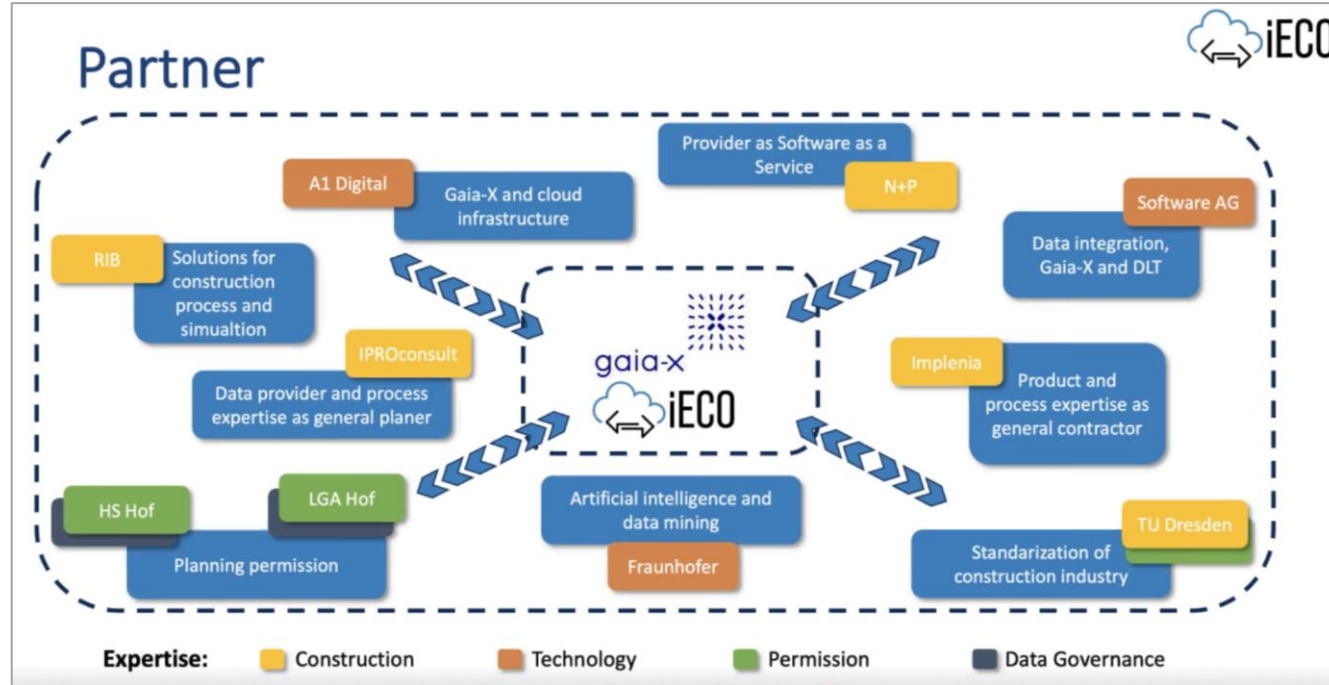 iECO
Partner
Provider as Software as a
Service
A1 Digital
N+P
Gaia-X and cloud
infrastructure
Software AG
RIB
Solutions for
construction
process and
simualtion
Data integration,
Gaia-X and DLT
gaia-x
iECO
IPROconsult
Data provider and process
expertise as general planer
Implenia
Product and
process expertise as
general contractor
HS Hof
LGA Hof
Planning permission
Artificial intelligence and
data mining
Fraunhofer
TU Dresden
Standarization of
construction industry
Expertise: Construction Technology Permission Data Governance